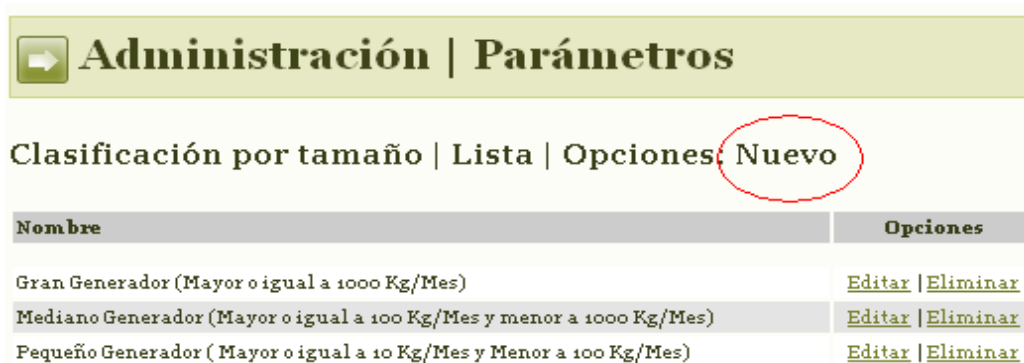 Administración | Parámetros
Clasificación por tamaño | Lista | Opciones: Nuevo
Nombre Opciones
Gran Generador (Mayor o igual a 1000 Kg/Mes) Editar | Eliminar
Mediano Generador (Mayor o igual a 100 Kg/Mes y menor a 1000 Kg/Mes) Editar | Eliminar
Pequeño Generador ( Mayor o igual a 10 Kg/Mes y Menor a 100 Kg/Mes) Editar | Eliminar